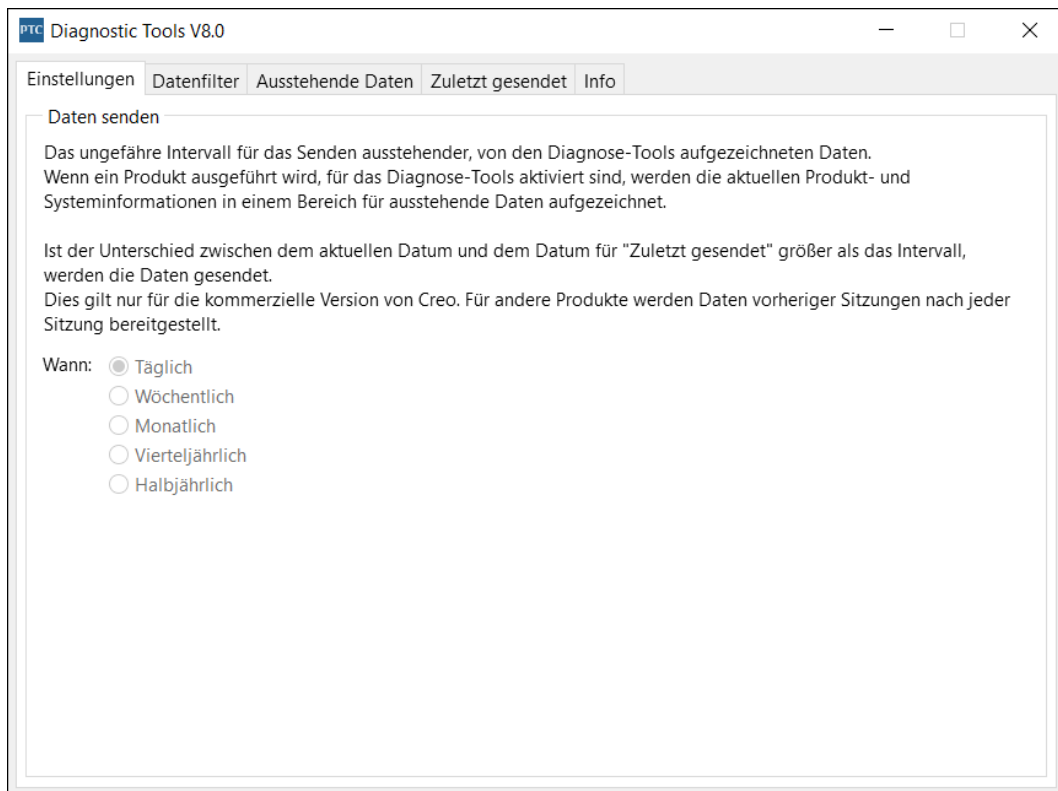 PTC Diagnostic Tools V8.0
Einstellungen Datenfilter Ausstehende Daten Zuletzt gesendet Info
Daten senden
Das ungefähre Intervall für das Senden ausstehender, von den Diagnose-Tools aufgezeichneten Daten.
Wenn ein Produkt ausgeführt wird, für das Diagnose-Tools aktiviert sind, werden die aktuellen Produkt- und
Systeminformationen in einem Bereich für ausstehende Daten aufgezeichnet.
Ist der Unterschied zwischen dem aktuellen Datum und dem Datum für "Zuletzt gesendet" größer als das Intervall,
werden die Daten gesendet.
Dies gilt nur für die kommerzielle Version von Creo. Für andere Produkte werden Daten vorheriger Sitzungen nach jeder
Sitzung bereitgestellt.
Wann: Täglich
Wöchentlich
Monatlich
Vierteljährlich
Halbjährlich